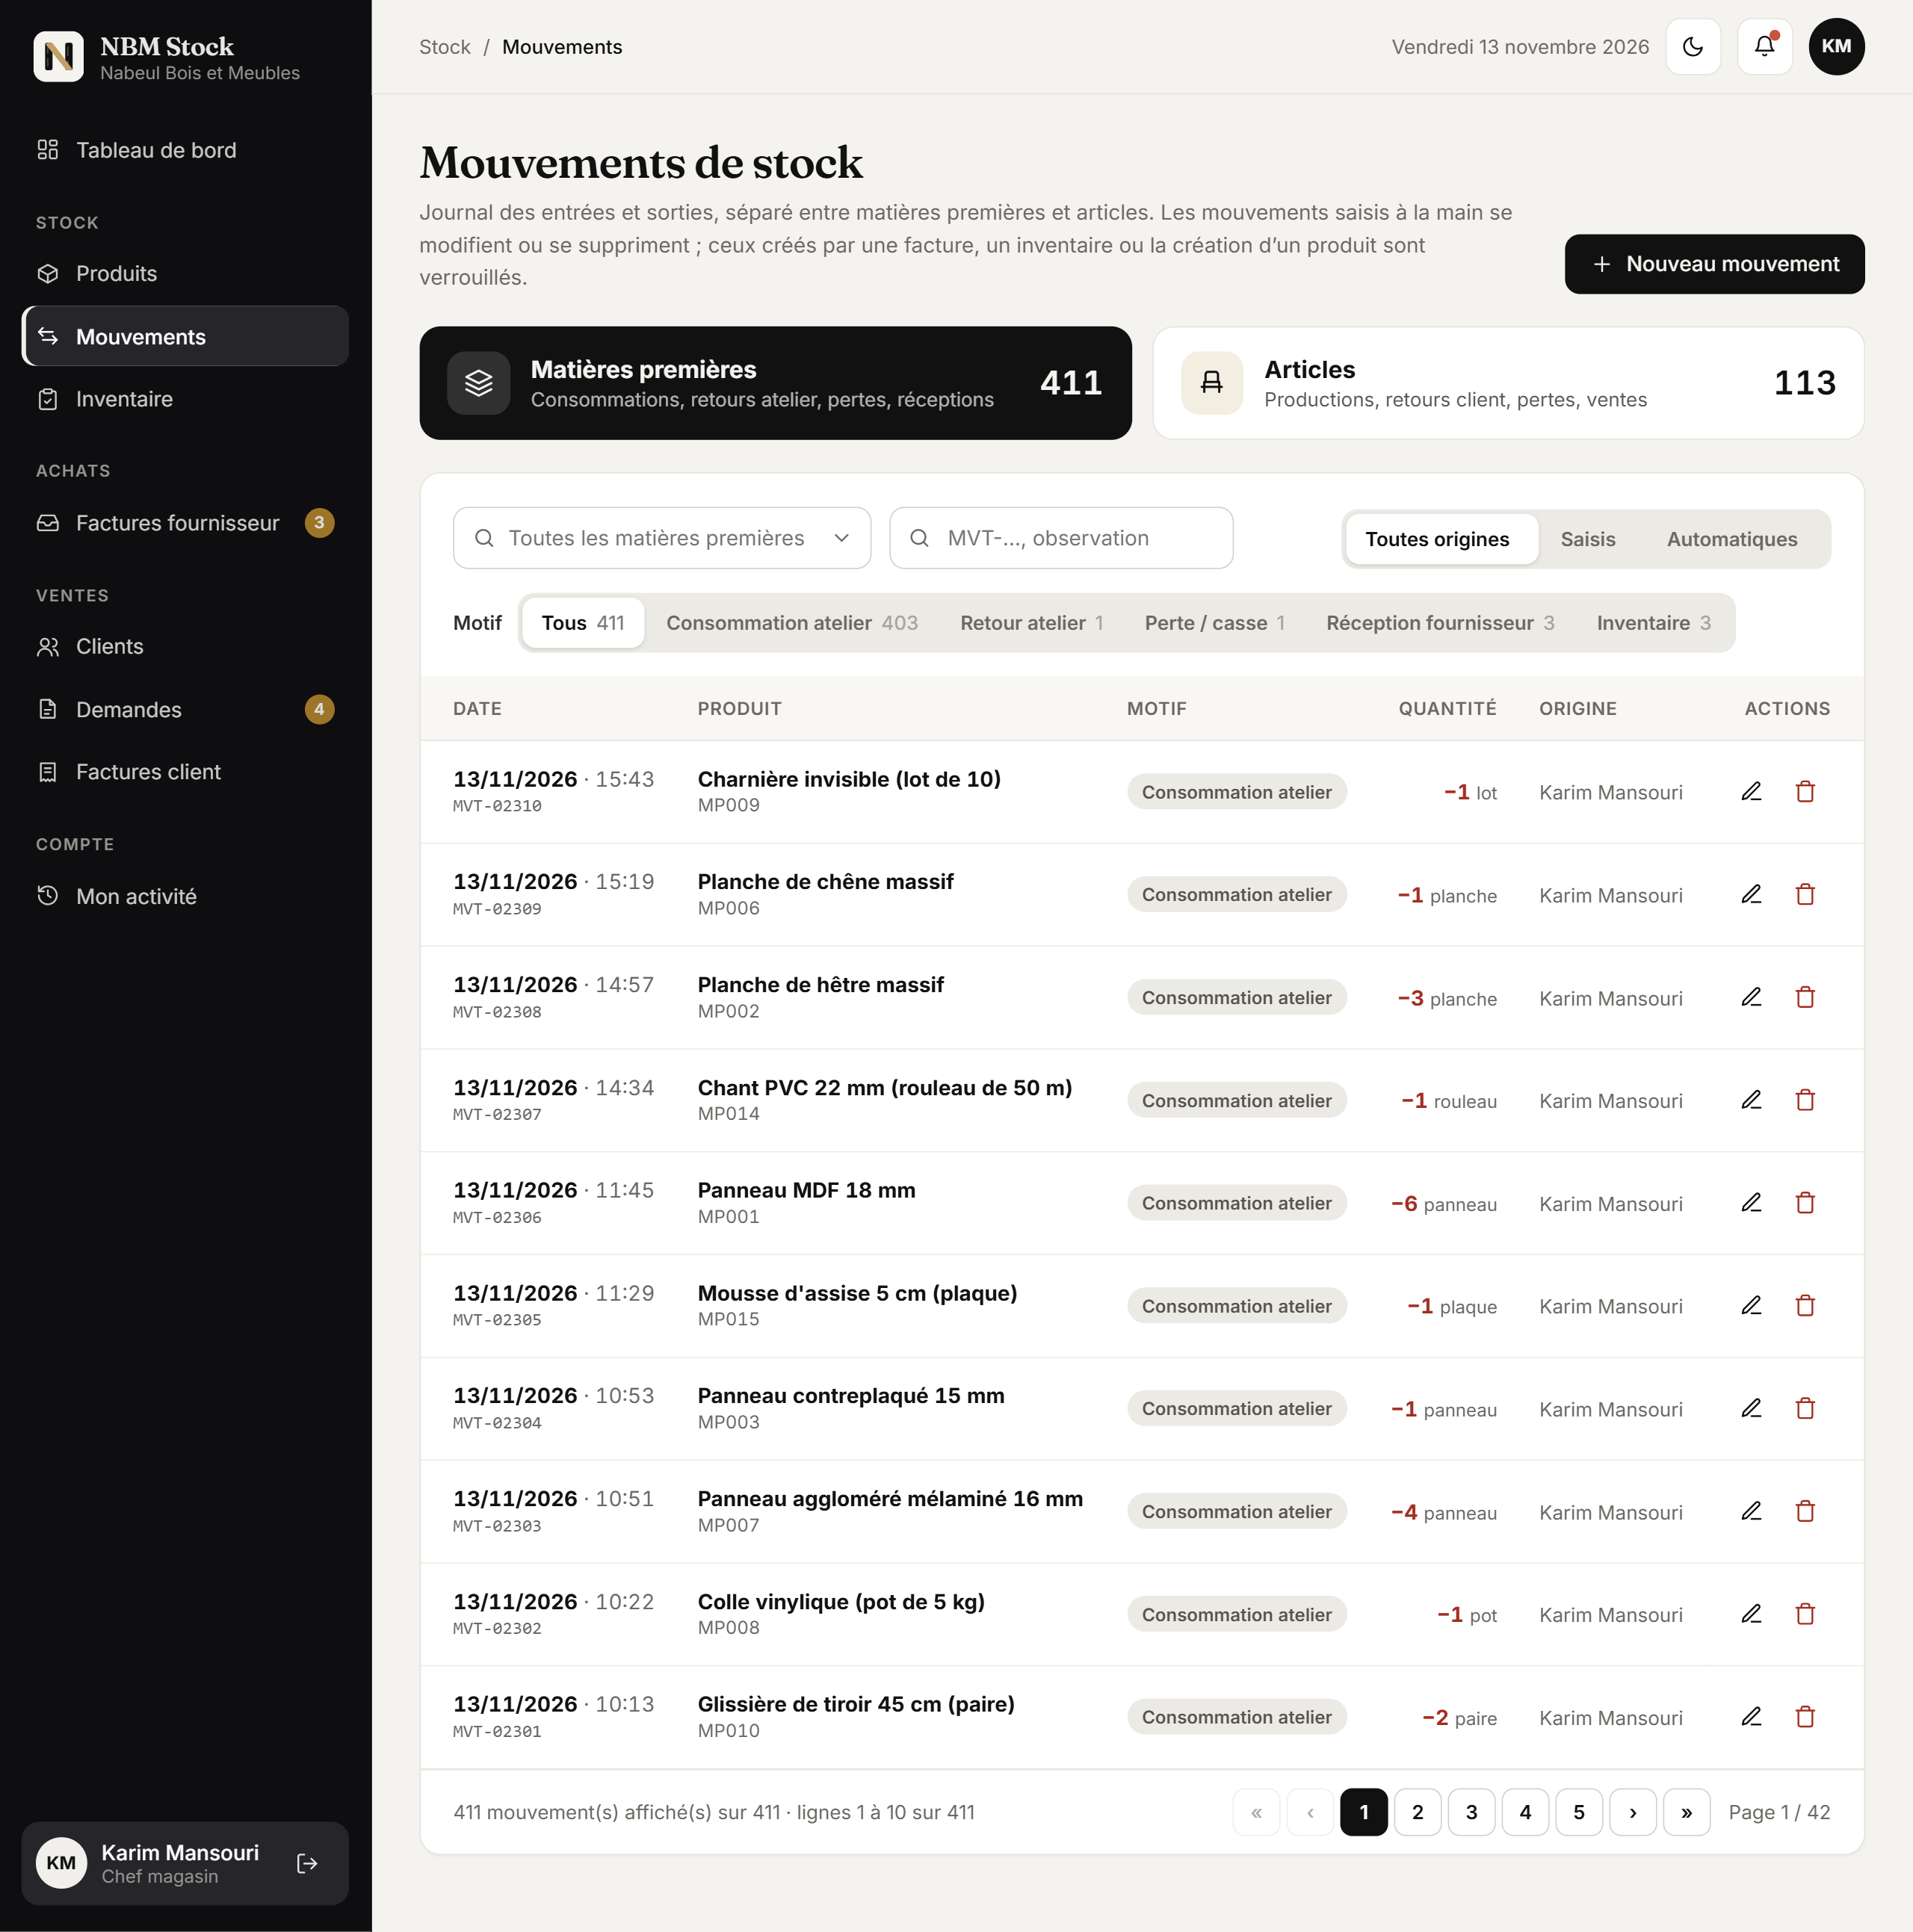 NBM Stock
Nabeul Bois et Meubles
Tableau de bord
STOCK
Produits
Mouvements
Inventaire
ACHATS
Factures fournisseur 3
VENTES
Clients
Demandes 4
Factures client
COMPTE
Mon activité
KM
Karim Mansouri
Chef magasin
Stock / Mouvements
Vendredi 13 novembre 2026
KM
Mouvements de stock
Journal des entrées et sorties, séparé entre matières premières et articles. Les mouvements saisis à la main se
modifient ou se suppriment ; ceux créés par une facture, un inventaire ou la création d’un produit sont
verrouillés.
+ Nouveau mouvement
Matières premières
Consommations, retours atelier, pertes, réceptions
411
Articles
Productions, retours client, pertes, ventes
113
Toutes les matières premières
MVT-..., observation
Toutes origines Saisis Automatiques
Motif Tous 411 Consommation atelier 403 Retour atelier 1 Perte / casse 1 Réception fournisseur 3 Inventaire 3
DATE PRODUIT MOTIF QUANTITÉ ORIGINE ACTIONS
13/11/2026 · 15:43 Charnière invisible (lot de 10) Consommation atelier −1 lot Karim Mansouri
MVT-02310 MP009
13/11/2026 · 15:19 Planche de chêne massif Consommation atelier −1 planche Karim Mansouri
MVT-02309 MP006
13/11/2026 · 14:57 Planche de hêtre massif Consommation atelier −3 planche Karim Mansouri
MVT-02308 MP002
13/11/2026 · 14:34 Chant PVC 22 mm (rouleau de 50 m) Consommation atelier −1 rouleau Karim Mansouri
MVT-02307 MP014
13/11/2026 · 11:45 Panneau MDF 18 mm Consommation atelier −6 panneau Karim Mansouri
MVT-02306 MP001
13/11/2026 · 11:29 Mousse d'assise 5 cm (plaque) Consommation atelier −1 plaque Karim Mansouri
MVT-02305 MP015
13/11/2026 · 10:53 Panneau contreplaqué 15 mm Consommation atelier −1 panneau Karim Mansouri
MVT-02304 MP003
13/11/2026 · 10:51 Panneau aggloméré mélaminé 16 mm Consommation atelier −4 panneau Karim Mansouri
MVT-02303 MP007
13/11/2026 · 10:22 Colle vinylique (pot de 5 kg) Consommation atelier −1 pot Karim Mansouri
MVT-02302 MP008
13/11/2026 · 10:13 Glissière de tiroir 45 cm (paire) Consommation atelier −2 paire Karim Mansouri
MVT-02301 MP010
411 mouvement(s) affiché(s) sur 411 · lignes 1 à 10 sur 411
« ‹ 1 2 3 4 5 › » Page 1 / 42